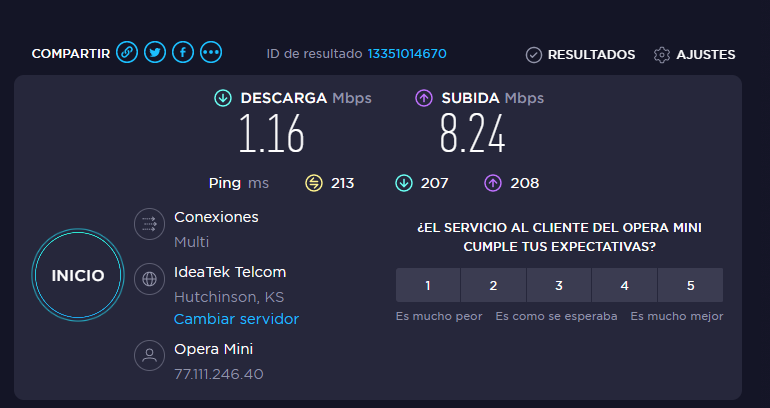 COMPARTIR
ID de resultado 13351014670
RESULTADOS
AJUSTES
DESCARGA Mbps
1.16
SUBIDA Mbps
8.24
Ping ms
213
207
208
INICIO
Conexiones
Multi
IdeaTek Telcom
Hutchinson, KS
Cambiar servidor
Opera Mini
77.111.246.40
¿EL SERVICIO AL CLIENTE DEL OPERA MINI
CUMPLE TUS EXPECTATIVAS?
1
2
3
4
5
Es mucho peor
Es como se esperaba
Es mucho mejor